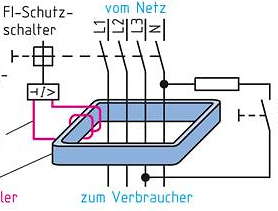 FI-Schutz-
schalter
vom Netz
L1
L2
L3
N
ler
zum Verbraucher